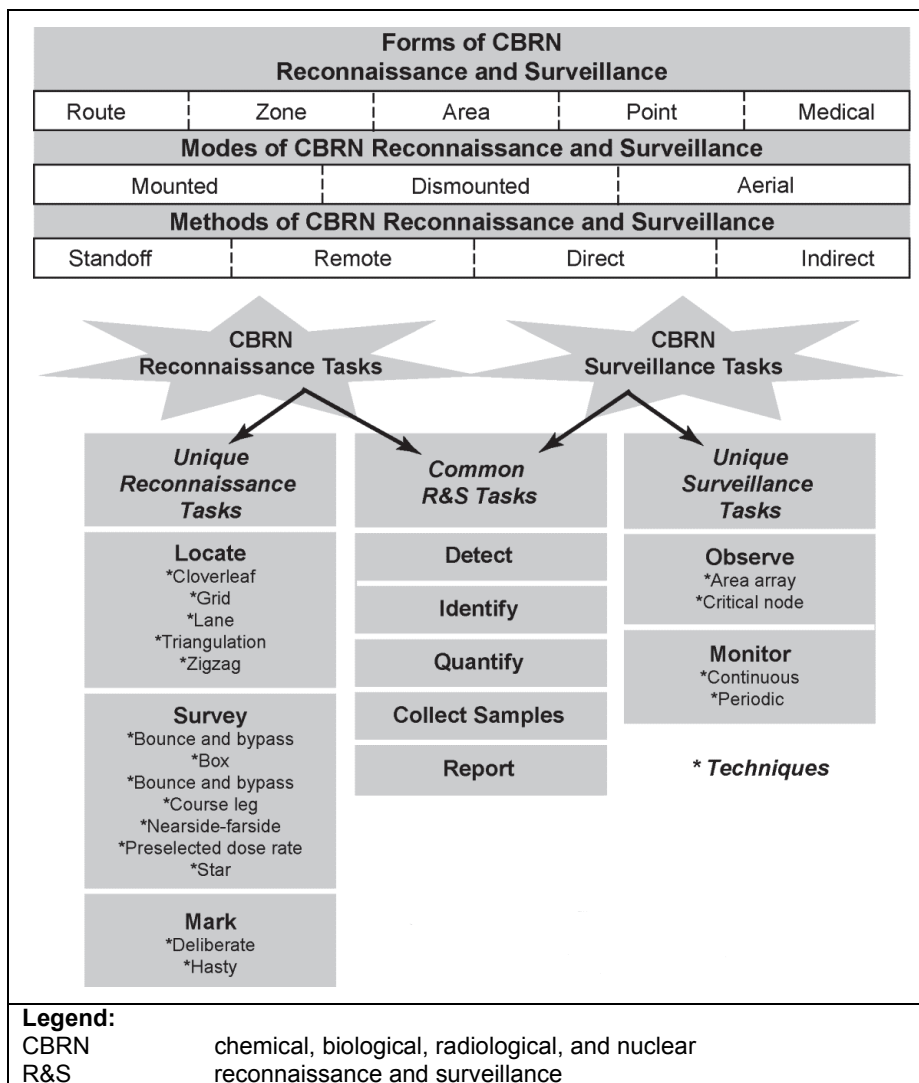 Forms of CBRN
Reconnaissance and Surveillance
Route Zone Area Point Medical
Modes of CBRN Reconnaissance and Surveillance
Mounted Dismounted Aerial
Methods of CBRN Reconnaissance and Surveillance
Standoff Remote Direct Indirect
CBRN
Reconnaissance Tasks
CBRN
Surveillance Tasks
Unique
Reconnaissance
Tasks
Locate
*Cloverleaf
*Grid
*Lane
*Triangulation
*Zigzag
Survey
*Bounce and bypass
*Box
*Bounce and bypass
*Course leg
*Nearside-farside
*Preselected dose rate
*Star
Mark
*Deliberate
*Hasty
Common
R&S Tasks
Detect
Identify
Quantify
Collect Samples
Report
Unique
Surveillance
Tasks
Observe
*Area array
*Critical node
Monitor
*Continuous
*Periodic
* Techniques
Legend:
CBRN chemical, biological, radiological, and nuclear
R&S reconnaissance and surveillance